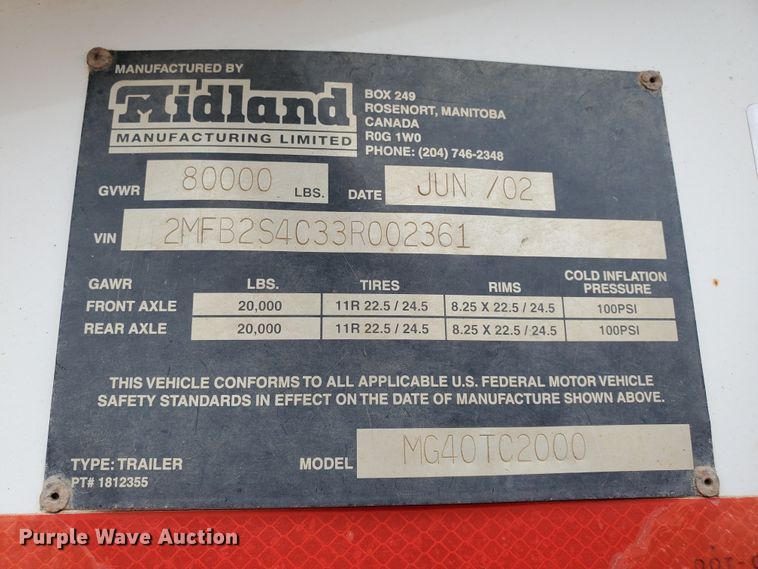 MANUFACTURED BY
Midland
MANUFACTURING LIMITED
BOX 249
ROSENORT, MANITOBA
CANADA
R0G 1W0
PHONE: (204) 746-2348
GVWR 80000 LBS. DATE JUN /02
VIN 2MFB2S4C33R002361
GAWR LBS. TIRES RIMS COLD INFLATION PRESSURE
FRONT AXLE 20,000 11R 22.5 / 24.5 8.25 X 22.5 / 24.5 100PSI
REAR AXLE 20,000 11R 22.5 / 24.5 8.25 X 22.5 / 24.5 100PSI
THIS VEHICLE CONFORMS TO ALL APPLICABLE U.S. FEDERAL MOTOR VEHICLE
SAFETY STANDARDS IN EFFECT ON THE DATE OF MANUFACTURE SHOWN ABOVE.
TYPE: TRAILER MODEL MG40TC2000
PT# 1812355
Purple Wave Auction